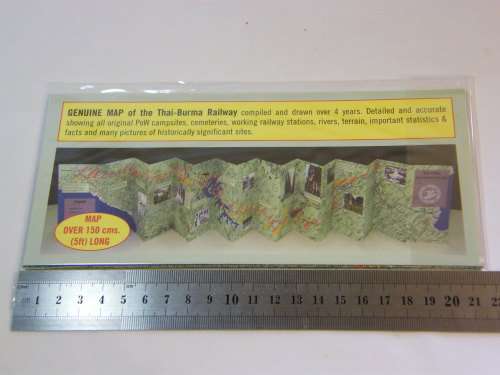 GENUINE MAP of the Thai-Burma Railway compiled and drawn over 4 years. Detailed and accurate
showing all original PoW campsites, cemeteries, working railway stations, rivers, terrain, important statistics &
facts and many pictures of historically significant sites.
MAP
OVER 150 cms.
(5ft) LONG
1 2 3 4 5 6 7 8 9 10 11 12 13 14 15 16 17 18 19 20 21 22